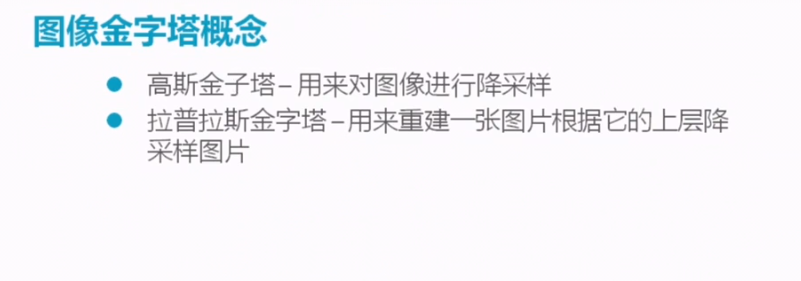 图像金字塔概念
● 高斯金子塔 – 用来对图像进行降采样
● 拉普拉斯金字塔 – 用来重建一张图片根据它的上层降
采样图片